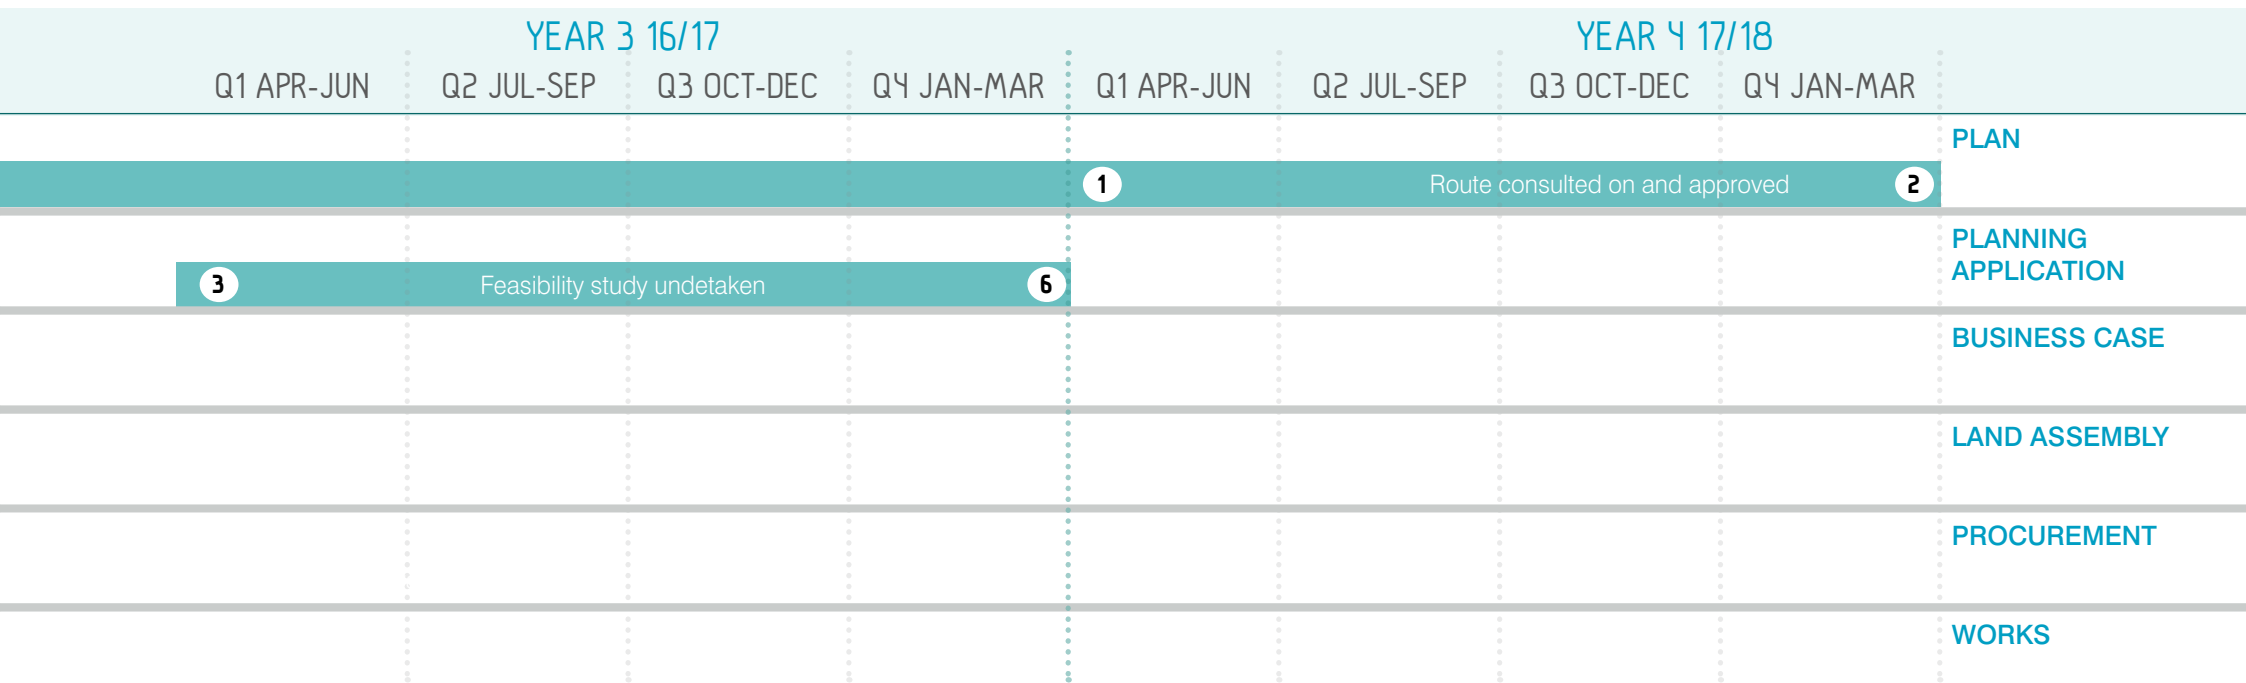 YEAR 3 16/17 YEAR 4 17/18
Q1 APR-JUN Q2 JUL-SEP Q3 OCT-DEC Q4 JAN-MAR Q1 APR-JUN Q2 JUL-SEP Q3 OCT-DEC Q4 JAN-MAR
PLAN
1 Route consulted on and approved 2
PLANNING
APPLICATION
3 Feasibility study undetaken 6
BUSINESS CASE
LAND ASSEMBLY
PROCUREMENT
WORKS